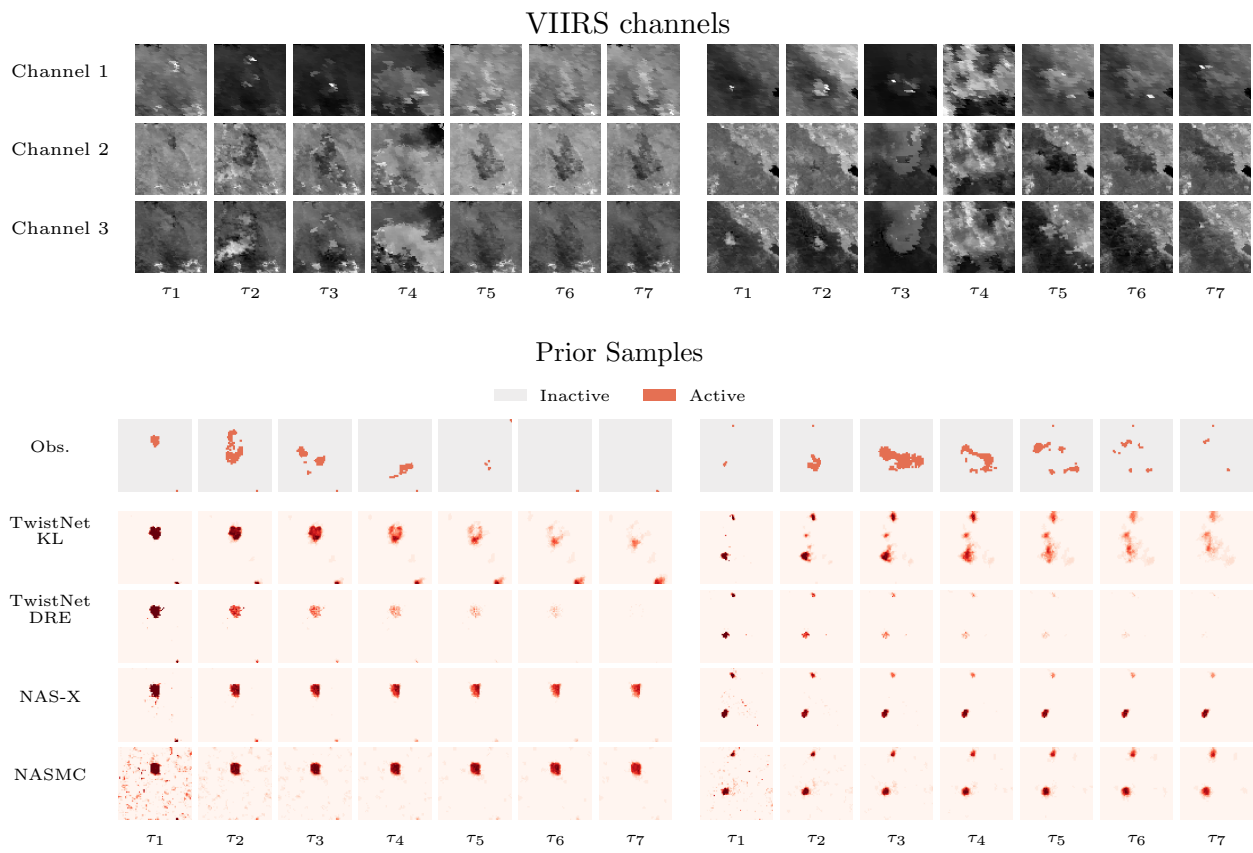 VIIRS channels
Channel 1
Channel 2
Channel 3
τ1 τ2 τ3 τ4 τ5 τ6 τ7 τ1 τ2 τ3 τ4 τ5 τ6 τ7
Prior Samples
Inactive Active
Obs.
TwistNet
KL
TwistNet
DRE
NAS-X
NASMC
τ1 τ2 τ3 τ4 τ5 τ6 τ7 τ1 τ2 τ3 τ4 τ5 τ6 τ7